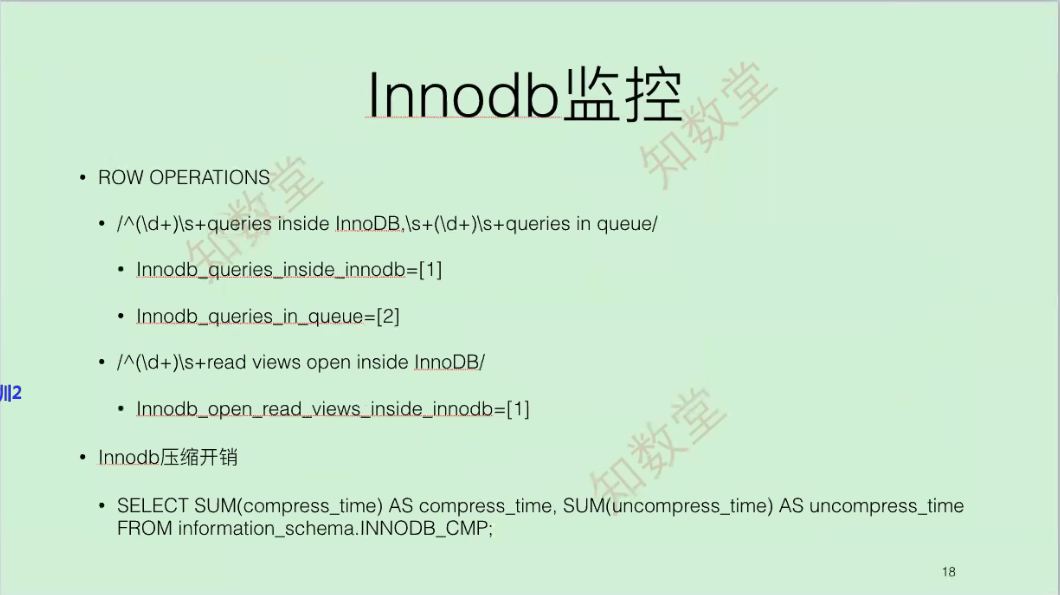 Innodb监控
• ROW OPERATIONS
• /^(\d+)\s+queries inside InnoDB,\s+(\d+)\s+queries in queue/
• Innodb_queries_inside_innodb=[1]
• Innodb_queries_in_queue=[2]
• /^(\d+)\s+read views open inside InnoDB/
• Innodb_open_read_views_inside_innodb=[1]
• Innodb压缩开销
• SELECT SUM(compress_time) AS compress_time, SUM(uncompress_time) AS uncompress_time
FROM information_schema.INNODB_CMP;
18
训2
知数堂
知数堂
知数堂